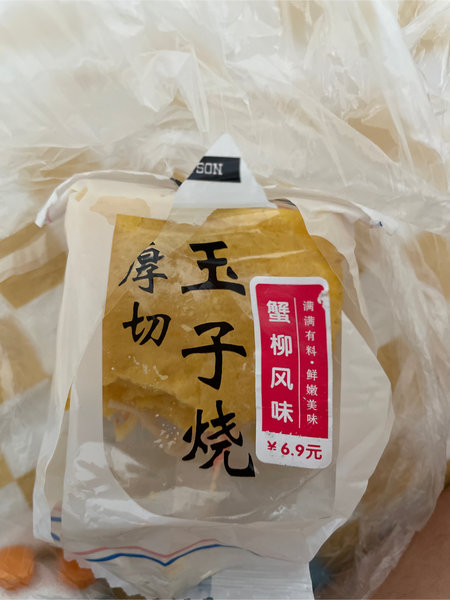 SON
厚切
玉子烧
蟹柳风味
满满有料·鲜嫩美味
¥6.9元